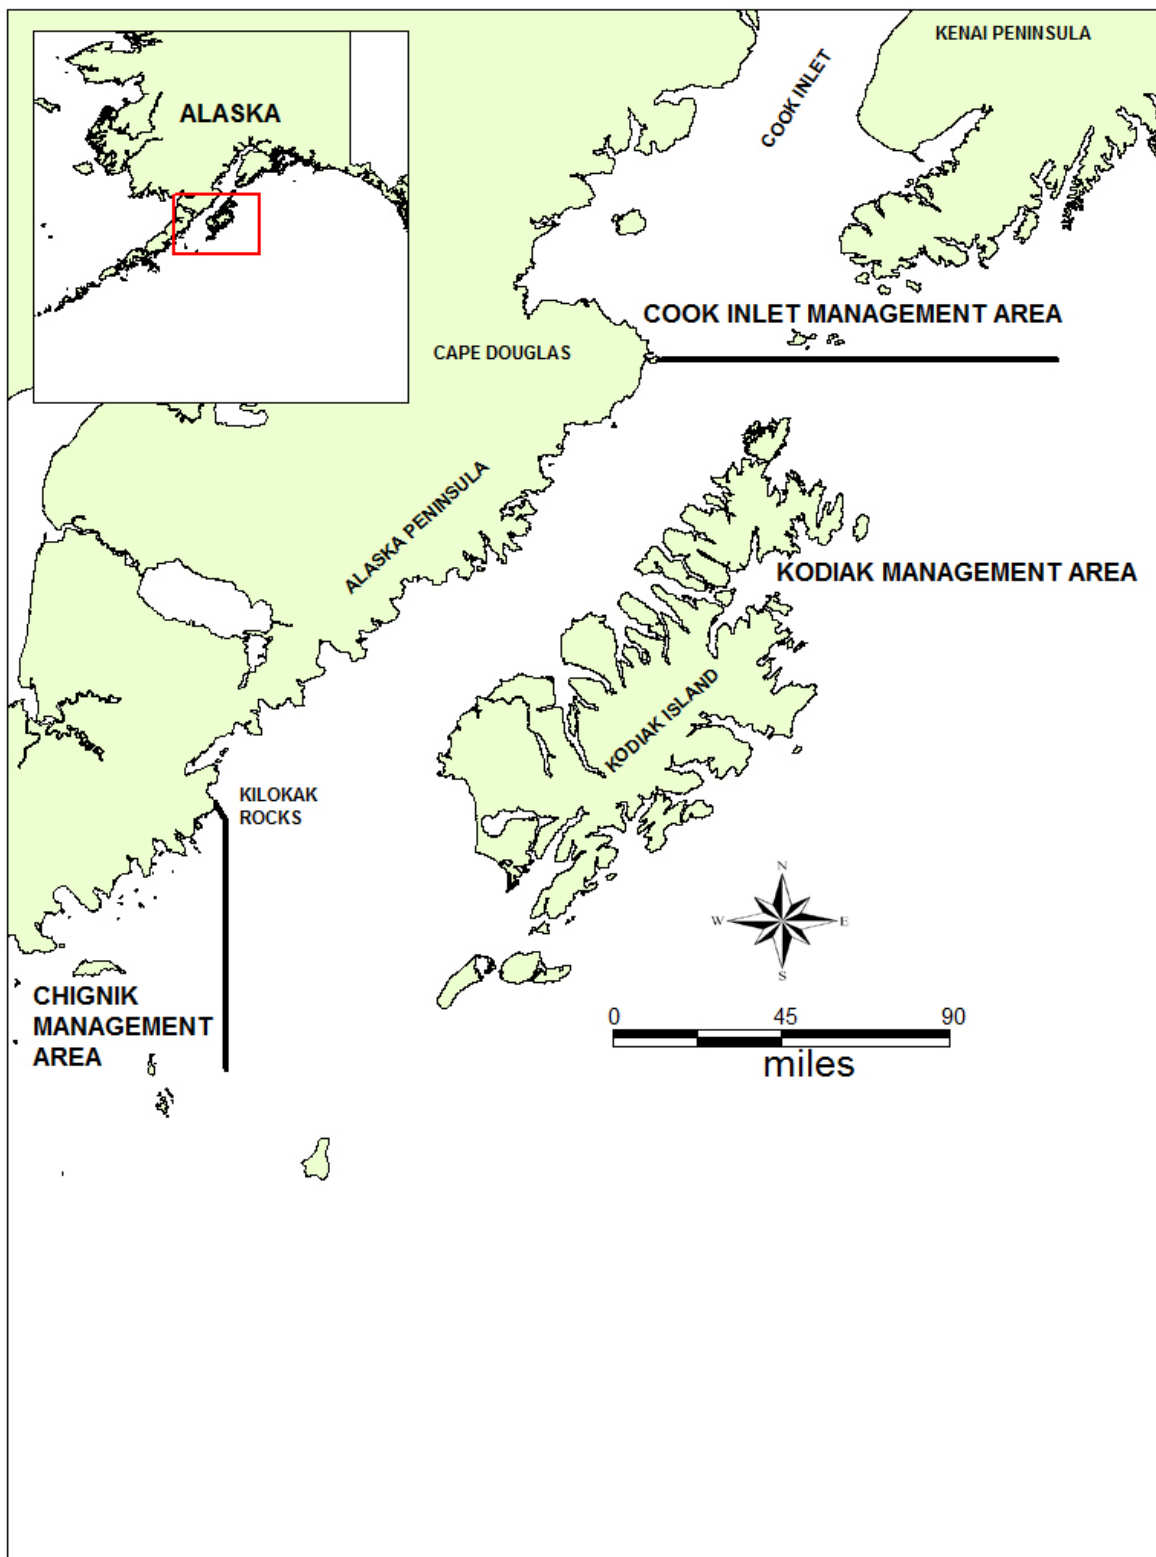 KENAI PENINSULA
COOK INLET
ALASKA
COOK INLET MANAGEMENT AREA
CAPE DOUGLAS
ALASKA PENINSULA
KODIAK MANAGEMENT AREA
KODIAK ISLAND
KILOKAK
ROCKS
N
W E
S
CHIGNIK
MANAGEMENT
AREA
0 45 90
miles